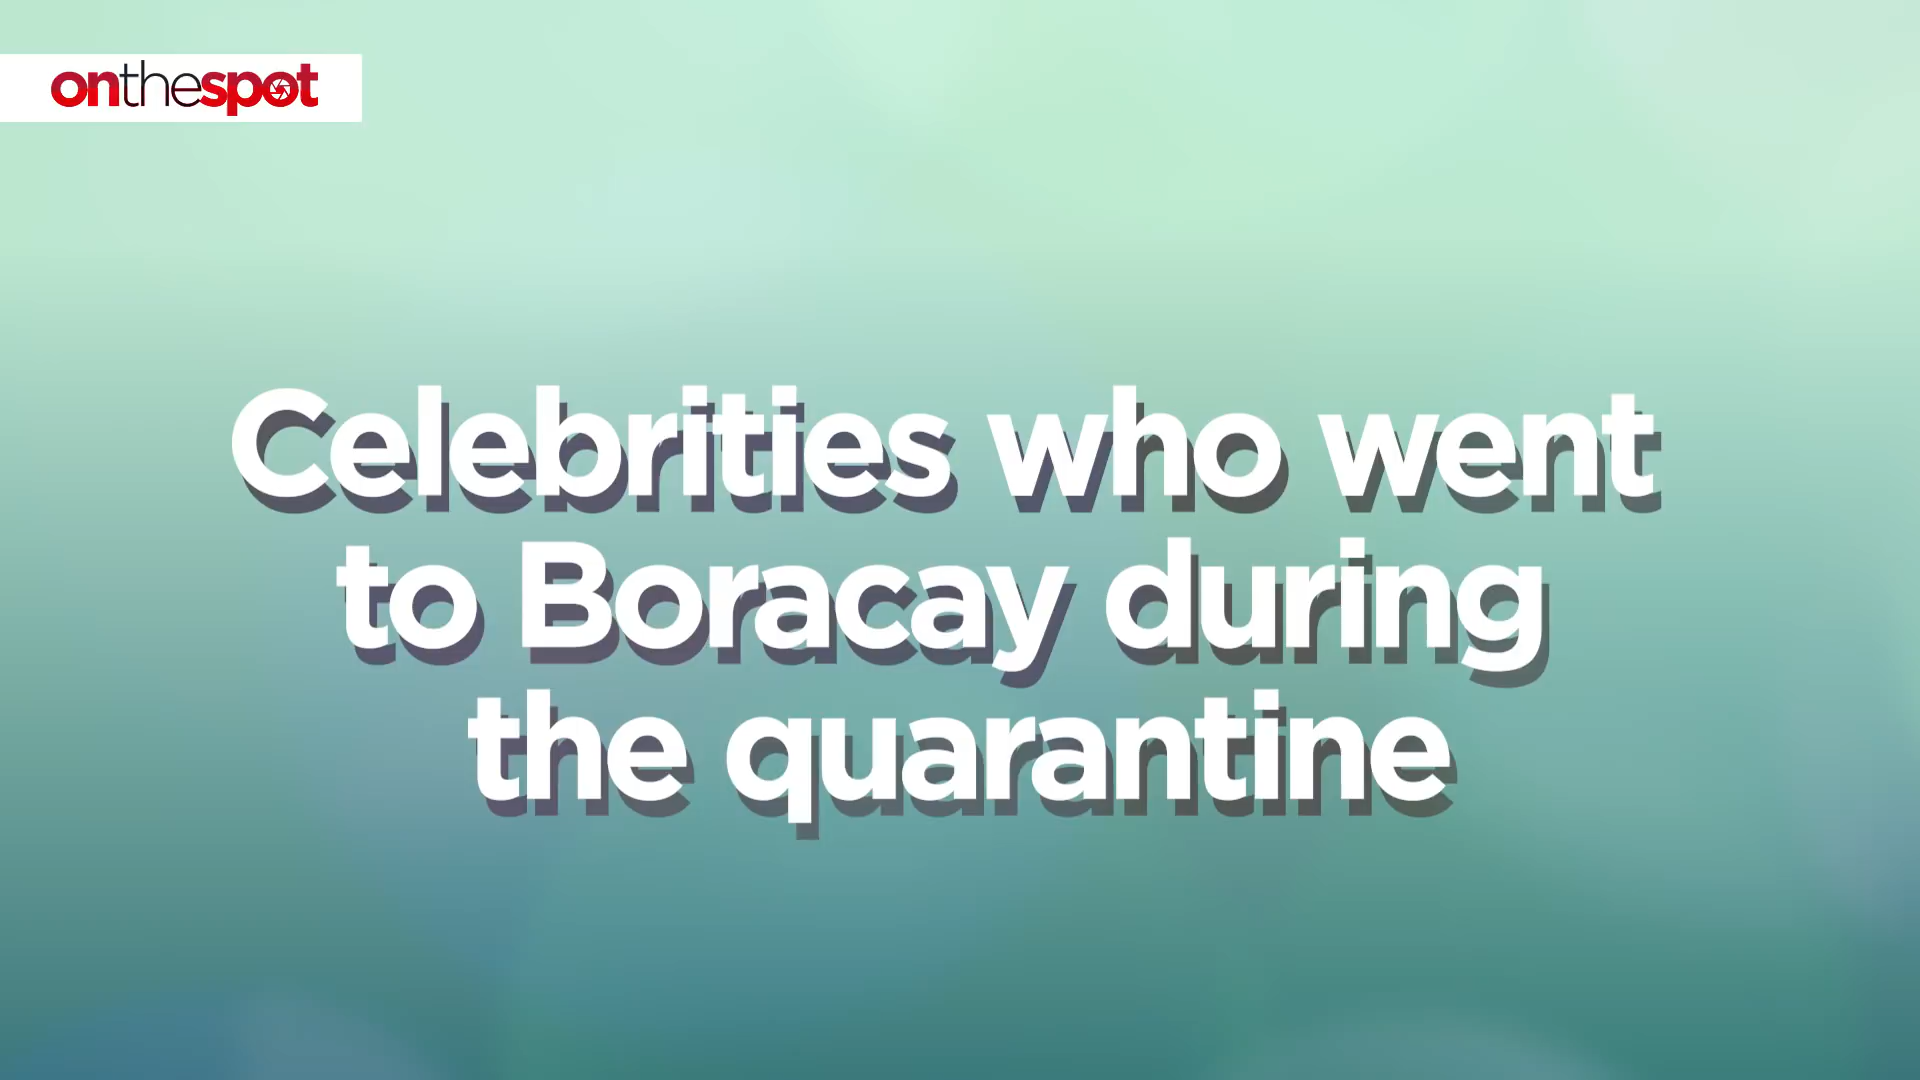 onthespot
Celebrities who went
to Boracay during
the quarantine